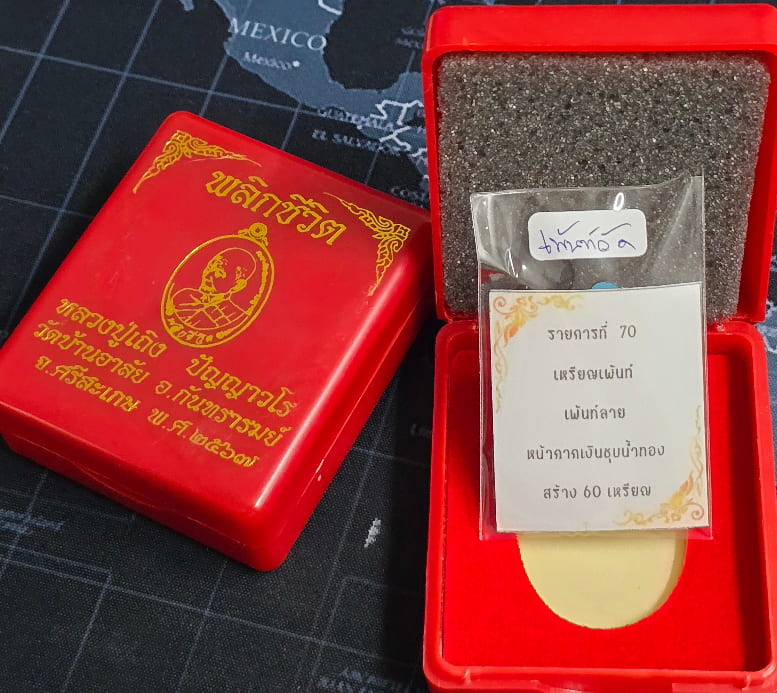 MEXICO
Mexico
EL SALVADOR
พลิกชีวิต
หลวงปู่เถิง ปัญญาวโร
วัดบ้านอาลัย อ.กันทรารมย์
จ.ศรีสะเกษ พ.ศ.๒๕๖๗
รายการที่ 70
เหรียญเพ้นท์
เพ้นท์ลาย
หน้ากากเงินชุบน้ำทอง
สร้าง 60 เหรียญ